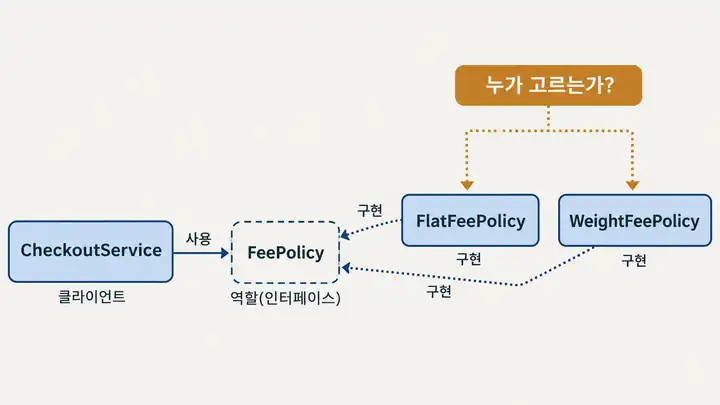 누가 고르는가?
CheckoutService
클라이언트
사용
FeePolicy
역할(인터페이스)
구현
FlatFeePolicy
구현
WeightFeePolicy
구현
구현